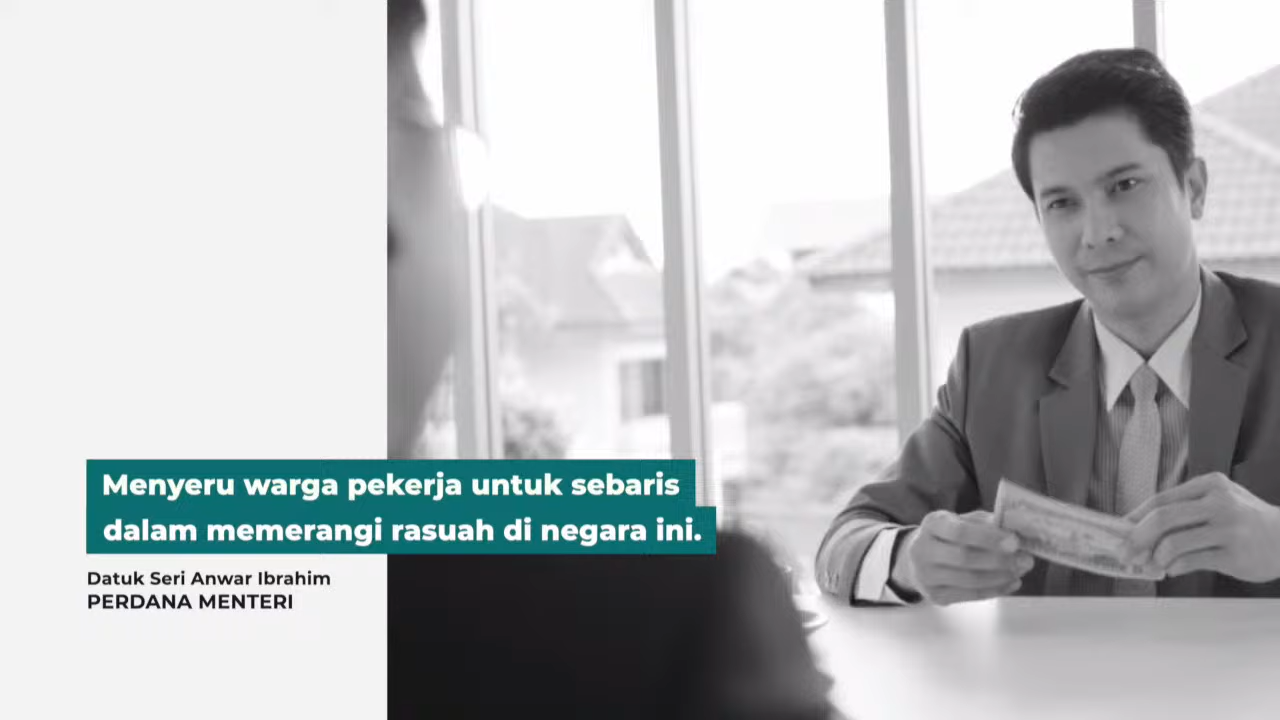 Menyeru warga pekerja untuk sebaris
dalam memerangi rasuah di negara ini.
Datuk Seri Anwar Ibrahim
PERDANA MENTERI